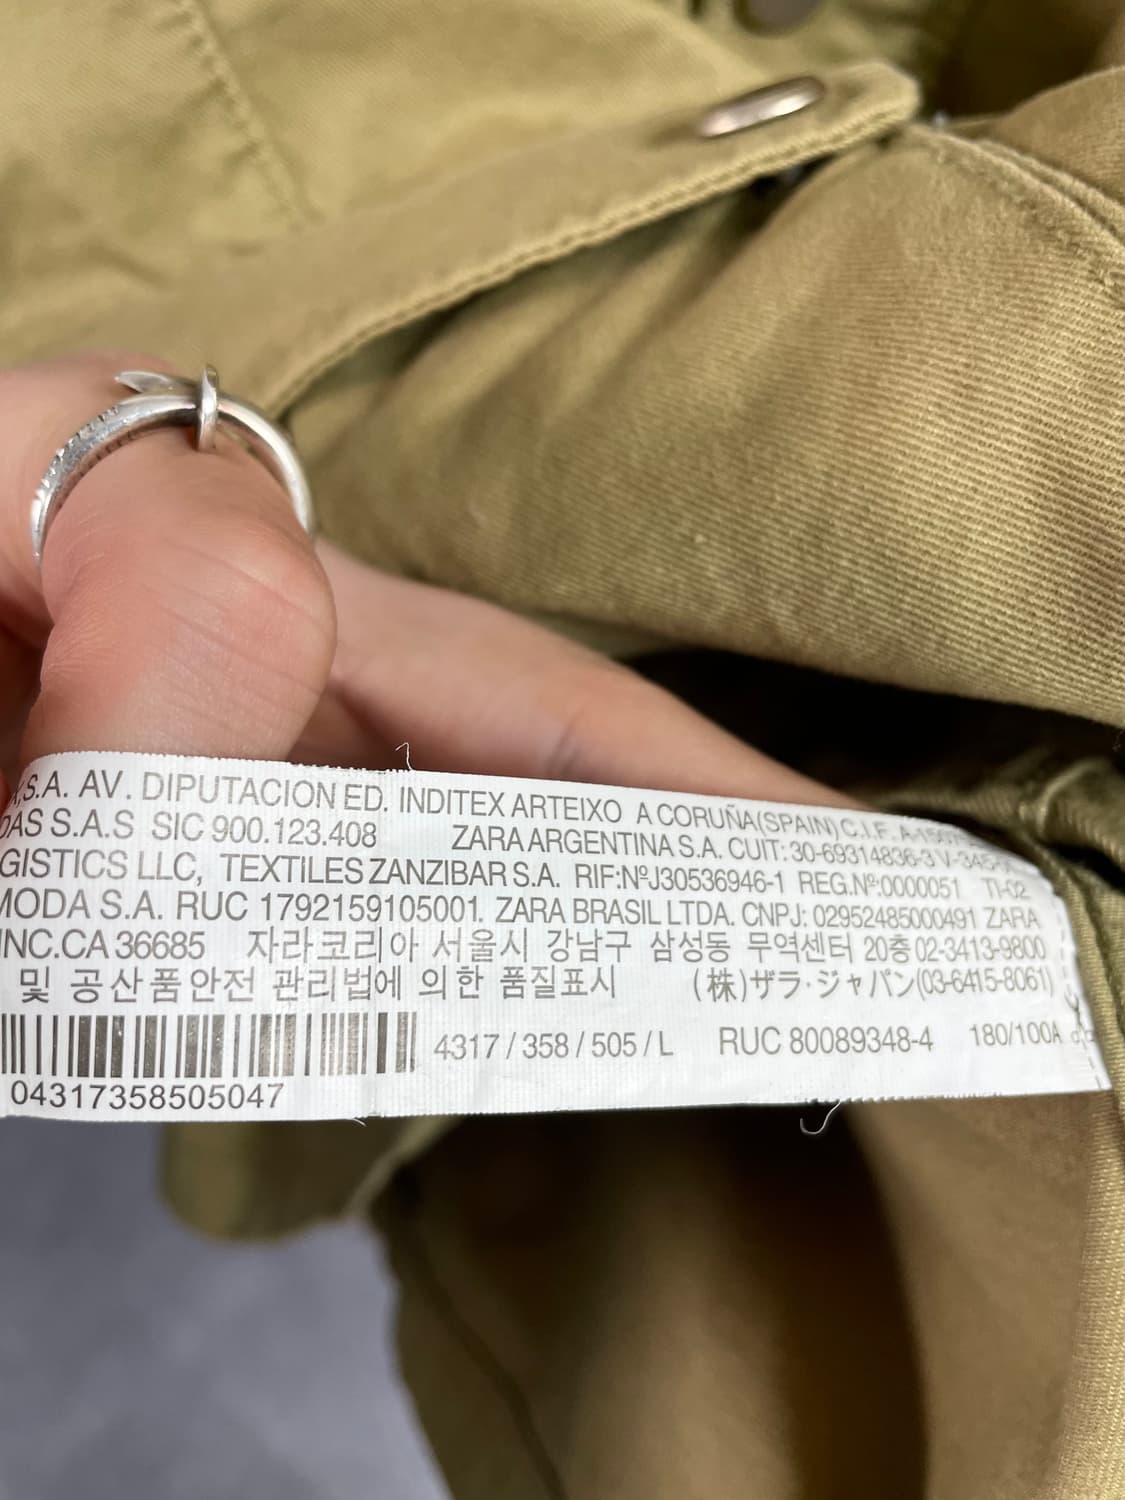 S.A. AV. DIPUTACION ED. INDITEX ARTEIXO A CORUÑA(SPAIN) C.I.F.
DAS S.A.S SIC 900.123.408 ZARA ARGENTINA S.A. CUIT: 30-69314836-3
GISTICS LLC, TEXTILES ZANZIBAR S.A. RIF:NºJ30536946-1 REG.Nº:0000051 TI-02
MODA S.A. RUC 1792159105001. ZARA BRASIL LTDA. CNPJ: 02952485000491 ZARA
INC.CA 36685 자라코리아 서울시 강남구 삼성동 무역센터 20층 02-3413-9800
및 공산품안전 관리법에 의한 품질표시 (株)ザラ・ジャパン(03-6415-8061)
4317 / 358 / 505 / L RUC 80089348-4 180/100A
04317358505047